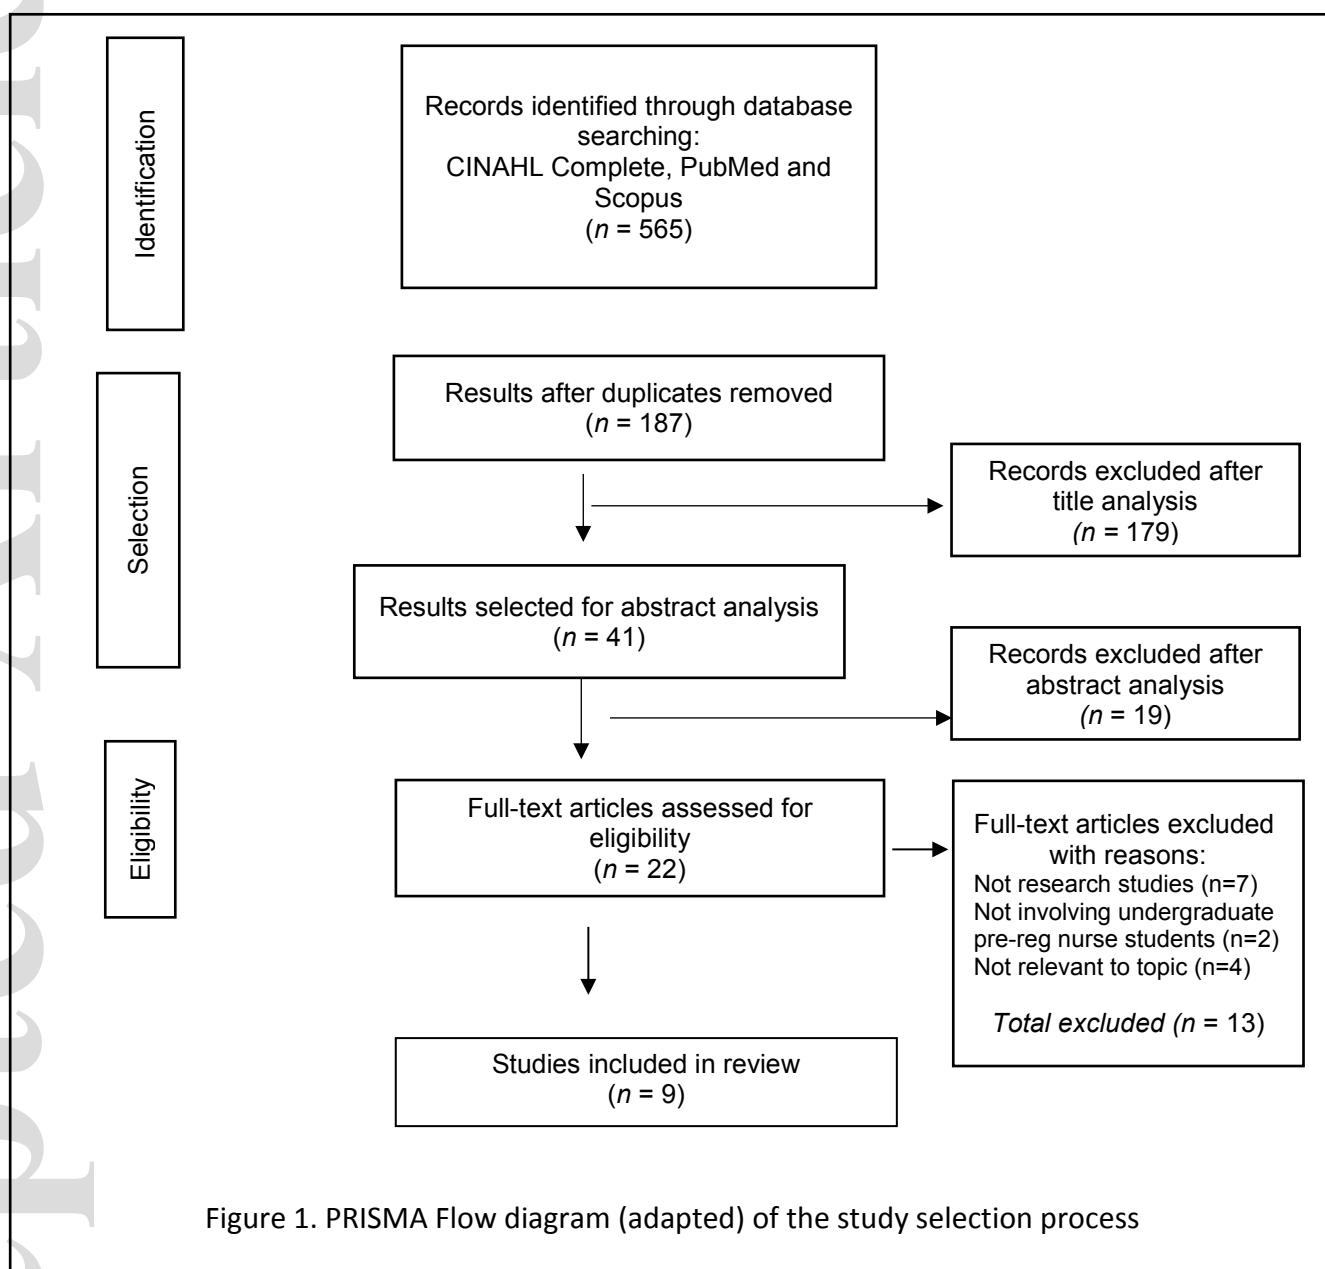 Identification
Records identified through database
searching:
CINAHL Complete, PubMed and
Scopus
(n = 565)
Selection
Results after duplicates removed
(n = 187)
Records excluded after
title analysis
(n = 179)
Results selected for abstract analysis
(n = 41)
Records excluded after
abstract analysis
(n = 19)
Eligibility
Full-text articles assessed for
eligibility
(n = 22)
Full-text articles excluded
with reasons:
Not research studies (n=7)
Not involving undergraduate
pre-reg nurse students (n=2)
Not relevant to topic (n=4)
Total excluded (n = 13)
Studies included in review
(n = 9)
Figure 1. PRISMA Flow diagram (adapted) of the study selection process